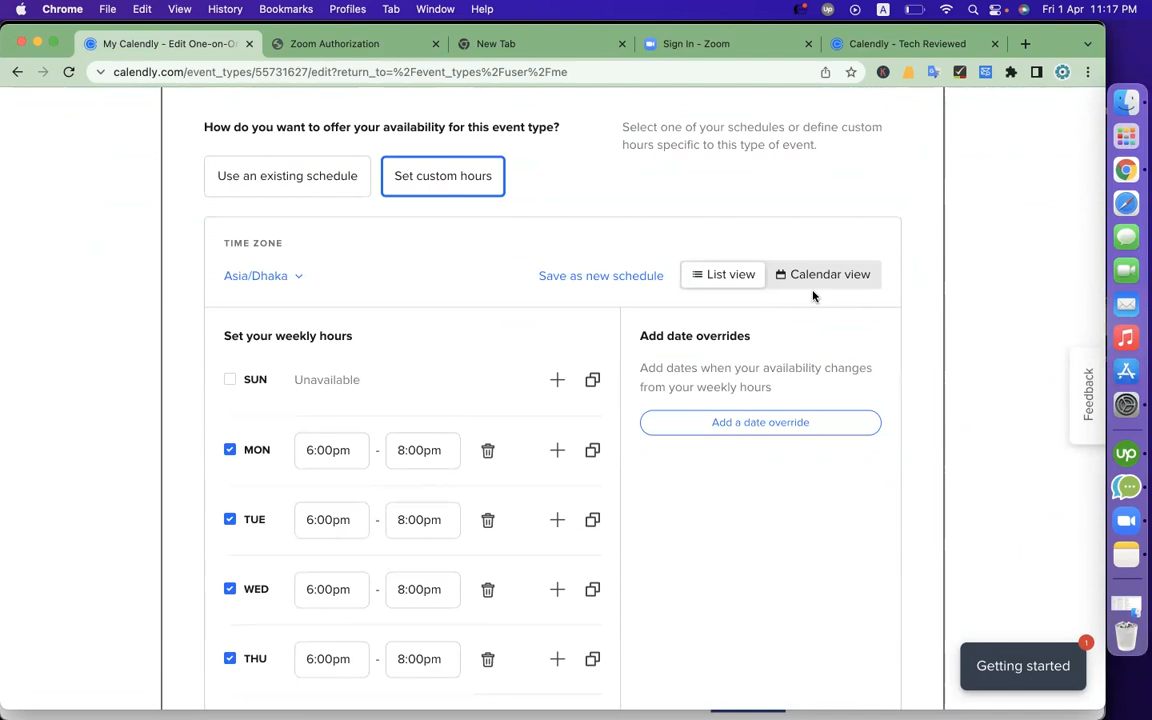 Chrome File Edit View History Bookmarks Profiles Tab Window Help A Fri 1 Apr 11:17 PM
My Calendly - Edit One-on-O Zoom Authorization New Tab Sign In - Zoom Calendly - Tech Reviewed
calendly.com/event_types/55731627/edit?return_to=%2Fevent_types%2Fuser%2Fme
How do you want to offer your availability for this event type?
Select one of your schedules or define custom
hours specific to this type of event.
Use an existing schedule
Set custom hours
TIME ZONE
Asia/Dhaka
Save as new schedule
List view
Calendar view
Set your weekly hours
SUN Unavailable
MON 6:00pm - 8:00pm
TUE 6:00pm - 8:00pm
WED 6:00pm - 8:00pm
THU 6:00pm - 8:00pm
Add date overrides
Add dates when your availability changes
from your weekly hours
Add a date override
Feedback
1
Getting started
up